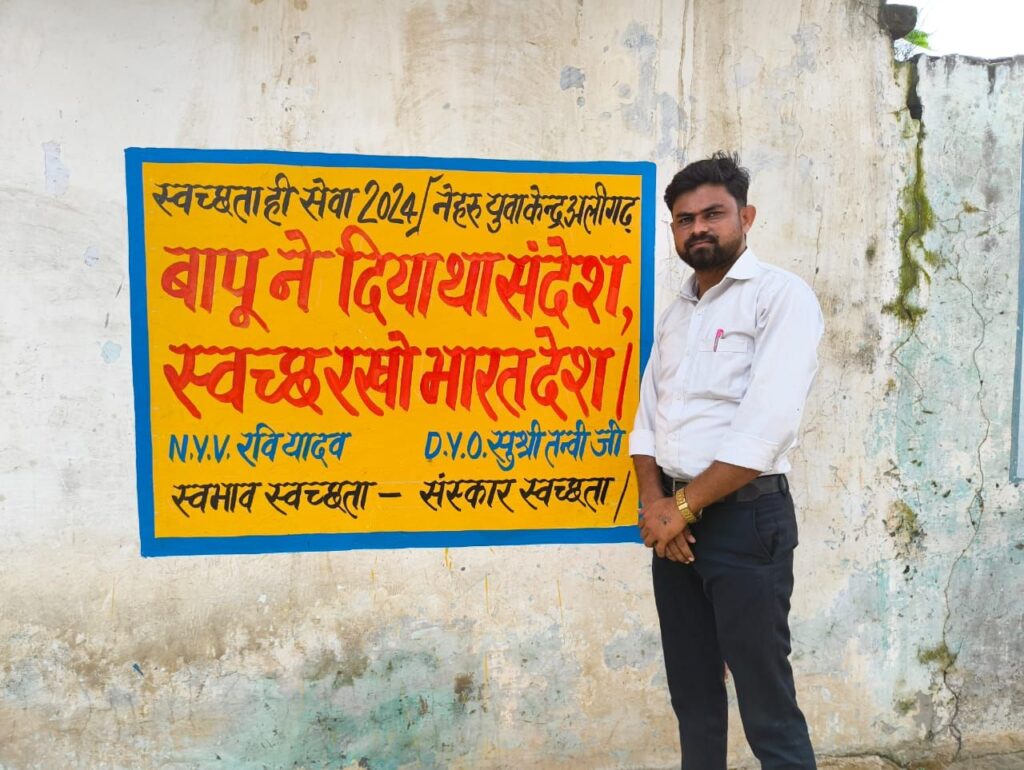 स्वच्छता ही सेवा 2024/ नेहरु युवा केन्द्र अलीगढ़
बापू ने दिया था संदेश,
स्वच्छ रखो भारत देश।
N.Y.V. रवि यादव D.Y.O. सुश्री तन्वी जी
स्वभाव स्वच्छता – संस्कार स्वच्छता।